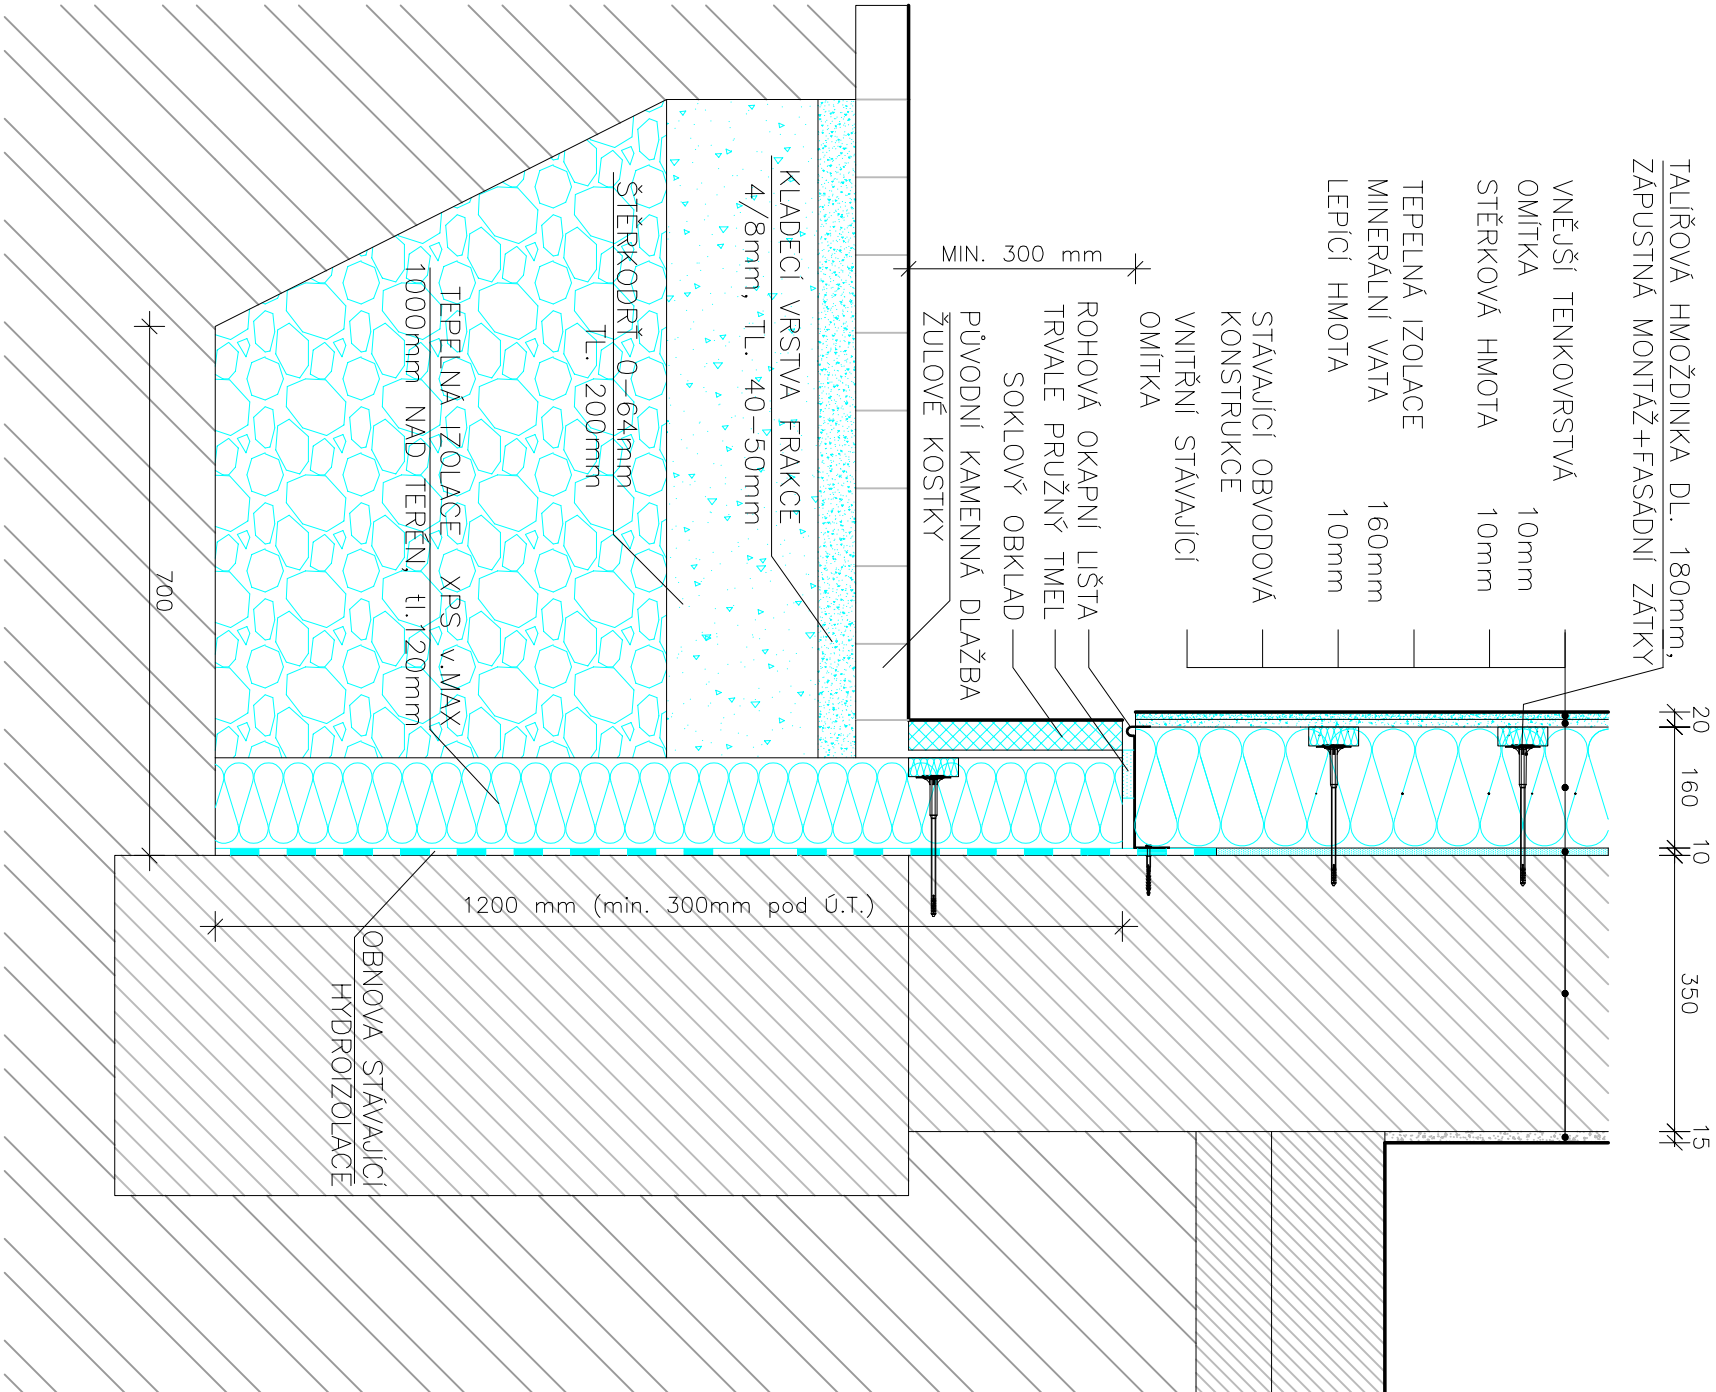 TALÍŘOVÁ HMOŽDINKA DL. 180mm,
ZÁPUSTNÁ MONTÁŽ+FASÁDNÍ ZÁTKY
VNĚJŠÍ TENKOVRSTVÁ
OMÍTKA 10mm
STĚRKOVÁ HMOTA 10mm
TEPELNÁ IZOLACE
MINERÁLNÍ VATA 160mm
LEPÍCÍ HMOTA 10mm
STÁVAJÍCÍ OBVODOVÁ
KONSTRUKCE
VNITŘNÍ STÁVAJÍCÍ
OMÍTKA
ROHOVÁ OKAPNÍ LIŠTA
TRVALE PRUŽNÝ TMEL
SOKLOVÝ OBKLAD
PŮVODNÍ KAMENNÁ DLAŽBA
ŽULOVÉ KOSTKY
KLADECÍ VRSTVA FRAKCE
4/8mm, TL. 40-50mm
ŠTĚRKODRŤ 0-64mm
TL. 200mm
TEPELNÁ IZOLACE XPS v.MAX
1000mm NAD TERÉN, tl.120mm
OBNOVA STÁVAJÍCÍ
HYDROIZOLACE
MIN. 300 mm
1200 mm (min. 300mm pod Ú.T.)
20
160
10
350
15
700